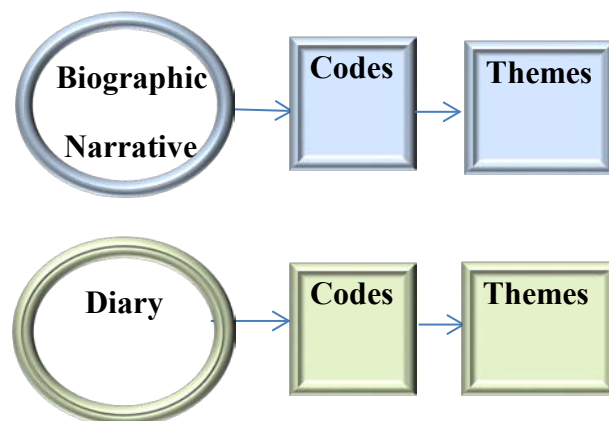 Biographic
Narrative
Codes
Themes
Diary
Codes
Themes